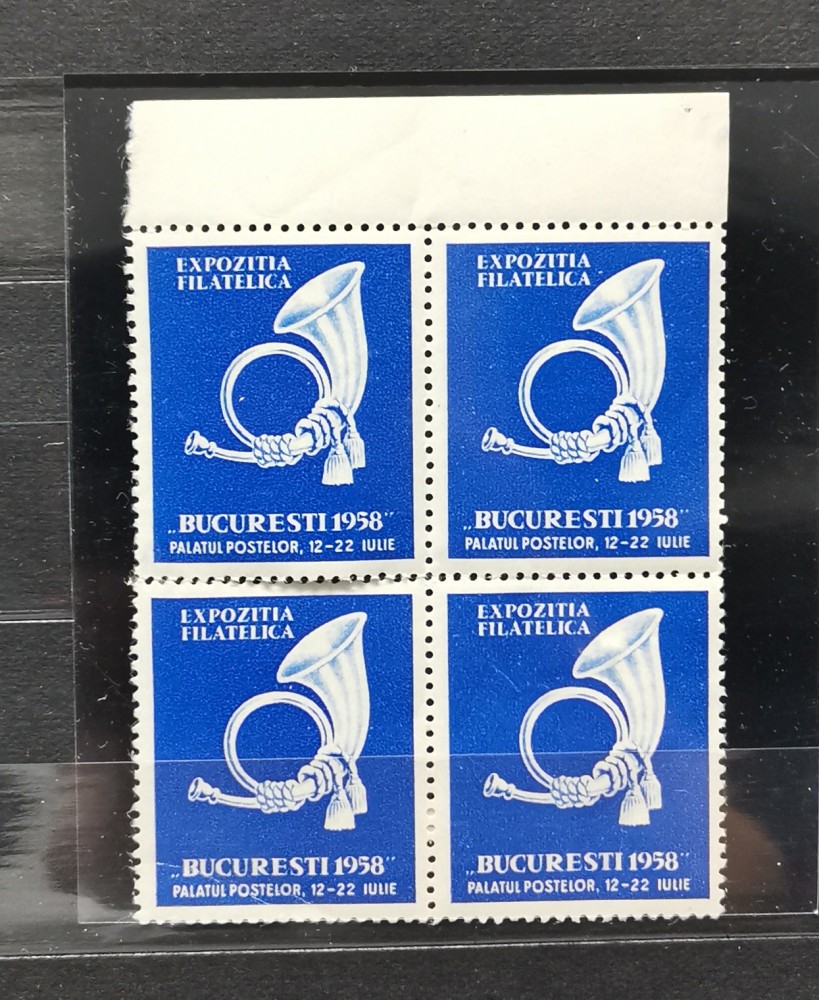 EXPOZITIA
FILATELICA
„BUCURESTI 1958”
PALATUL POSTELOR, 12-22 IULIE
EXPOZITIA
FILATELICA
„BUCURESTI 1958”
PALATUL POSTELOR, 12-22 IULIE
EXPOZITIA
FILATELICA
„BUCURESTI 1958”
PALATUL POSTELOR, 12-22 IULIE
EXPOZITIA
FILATELICA
„BUCURESTI 1958”
PALATUL POSTELOR, 12-22 IULIE